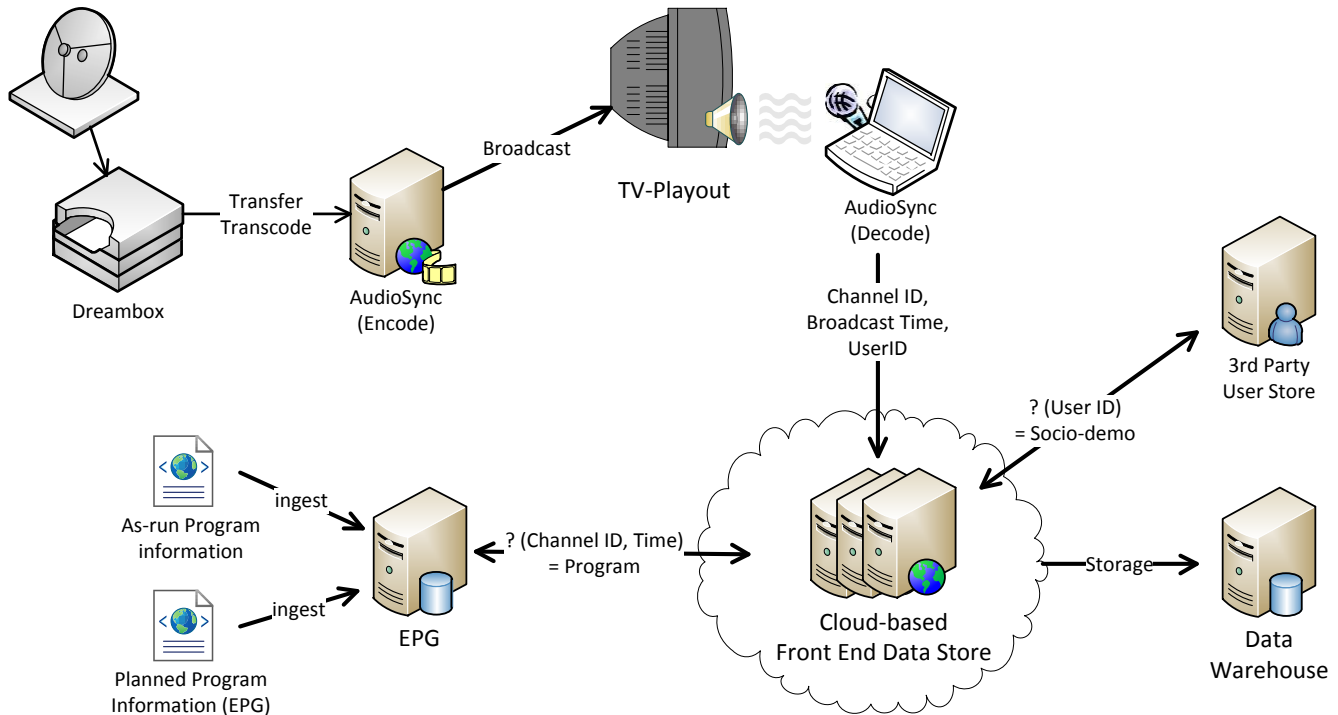 Broadcast
TV-Playout
Transfer
Transcode
AudioSync
(Decode)
Dreambox
AudioSync
(Encode)
Channel ID,
Broadcast Time,
UserID
3rd Party
User Store
? (User ID)
= Socio-demo
As-run Program
information
ingest
? (Channel ID, Time)
= Program
Storage
ingest
EPG
Cloud-based
Front End Data Store
Data
Warehouse
Planned Program
Information (EPG)